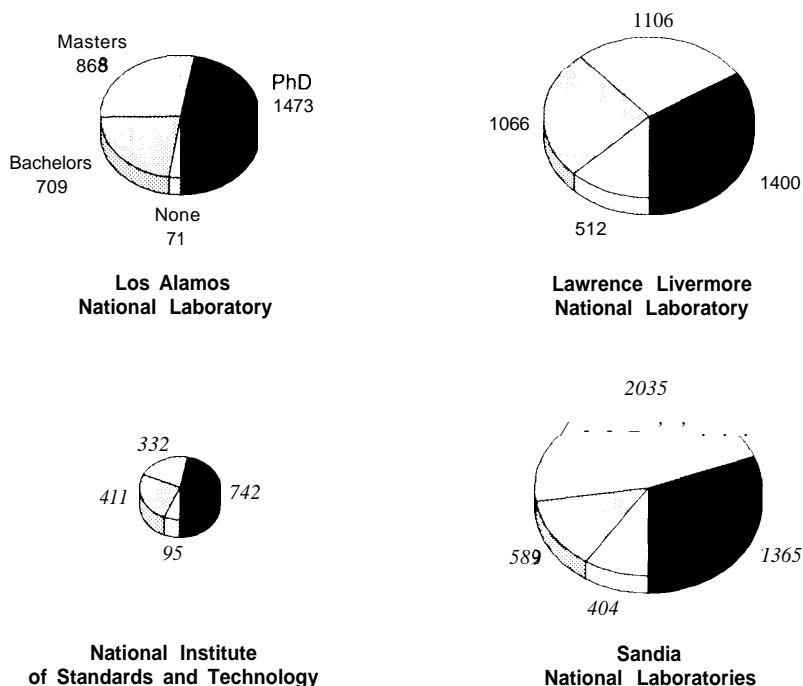 Masters
868
PhD
1473
Bachelors
709
None
71
Los Alamos
National Laboratory
1106
1066
1400
512
Lawrence Livermore
National Laboratory
332
411
742
95
National Institute
of Standards and Technology
2035
589
1365
404
Sandia
National Laboratories